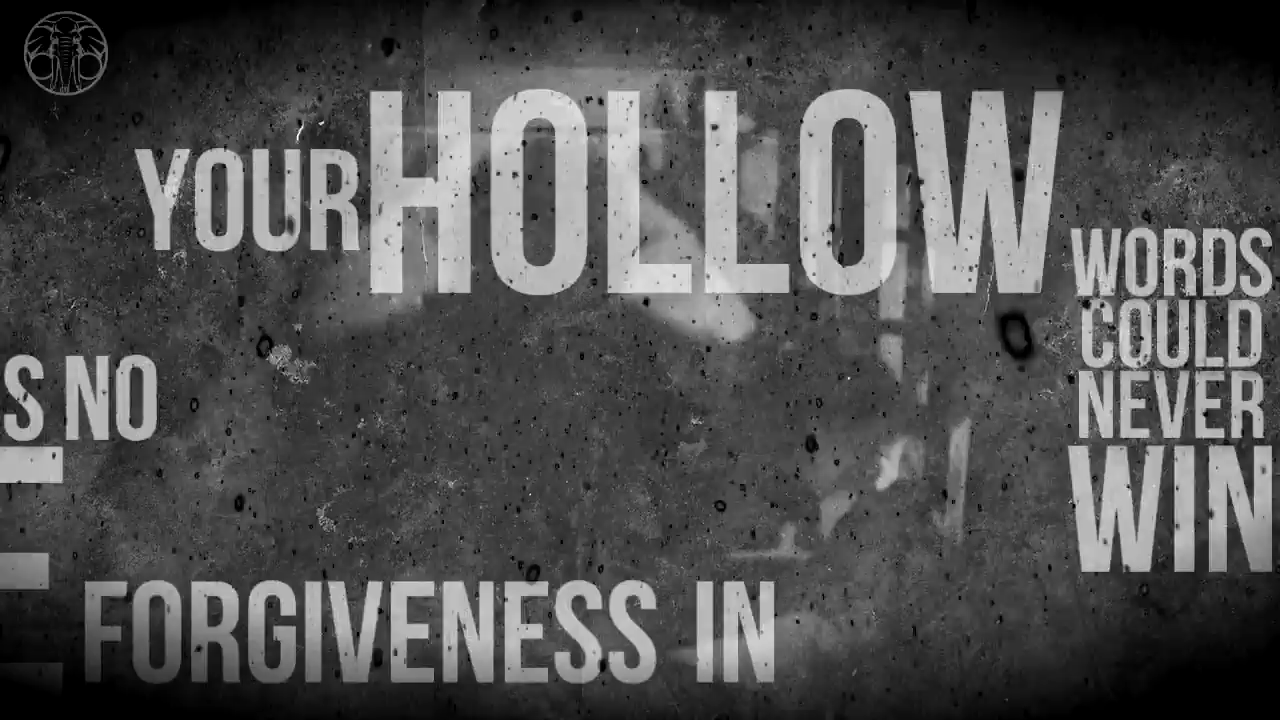 YOUR HOLLOW
WORDS
COULD
NEVER
WIN
S NO
FORGIVENESS IN